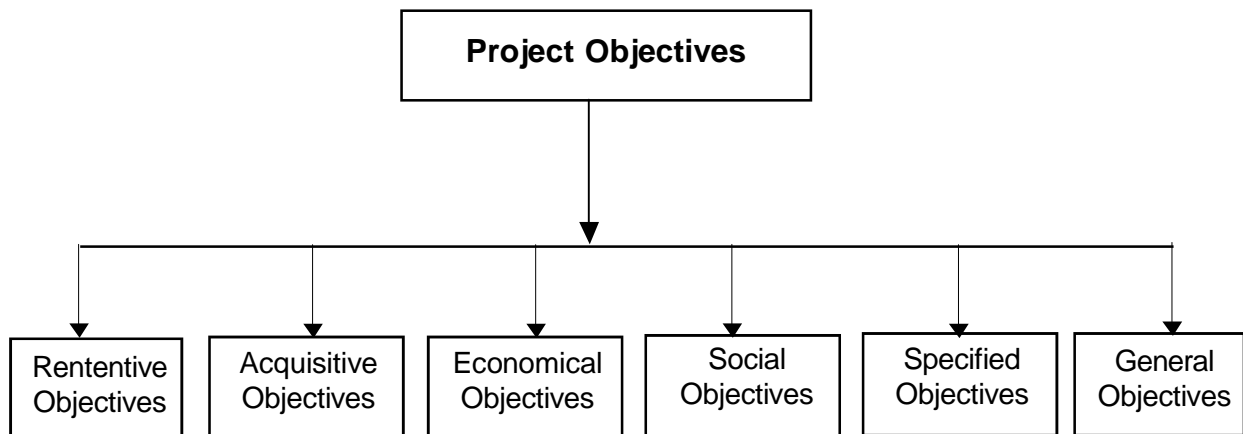 Project Objectives
Rententive
Objectives
Acquisitive
Objectives
Economical
Objectives
Social
Objectives
Specified
Objectives
General
Objectives